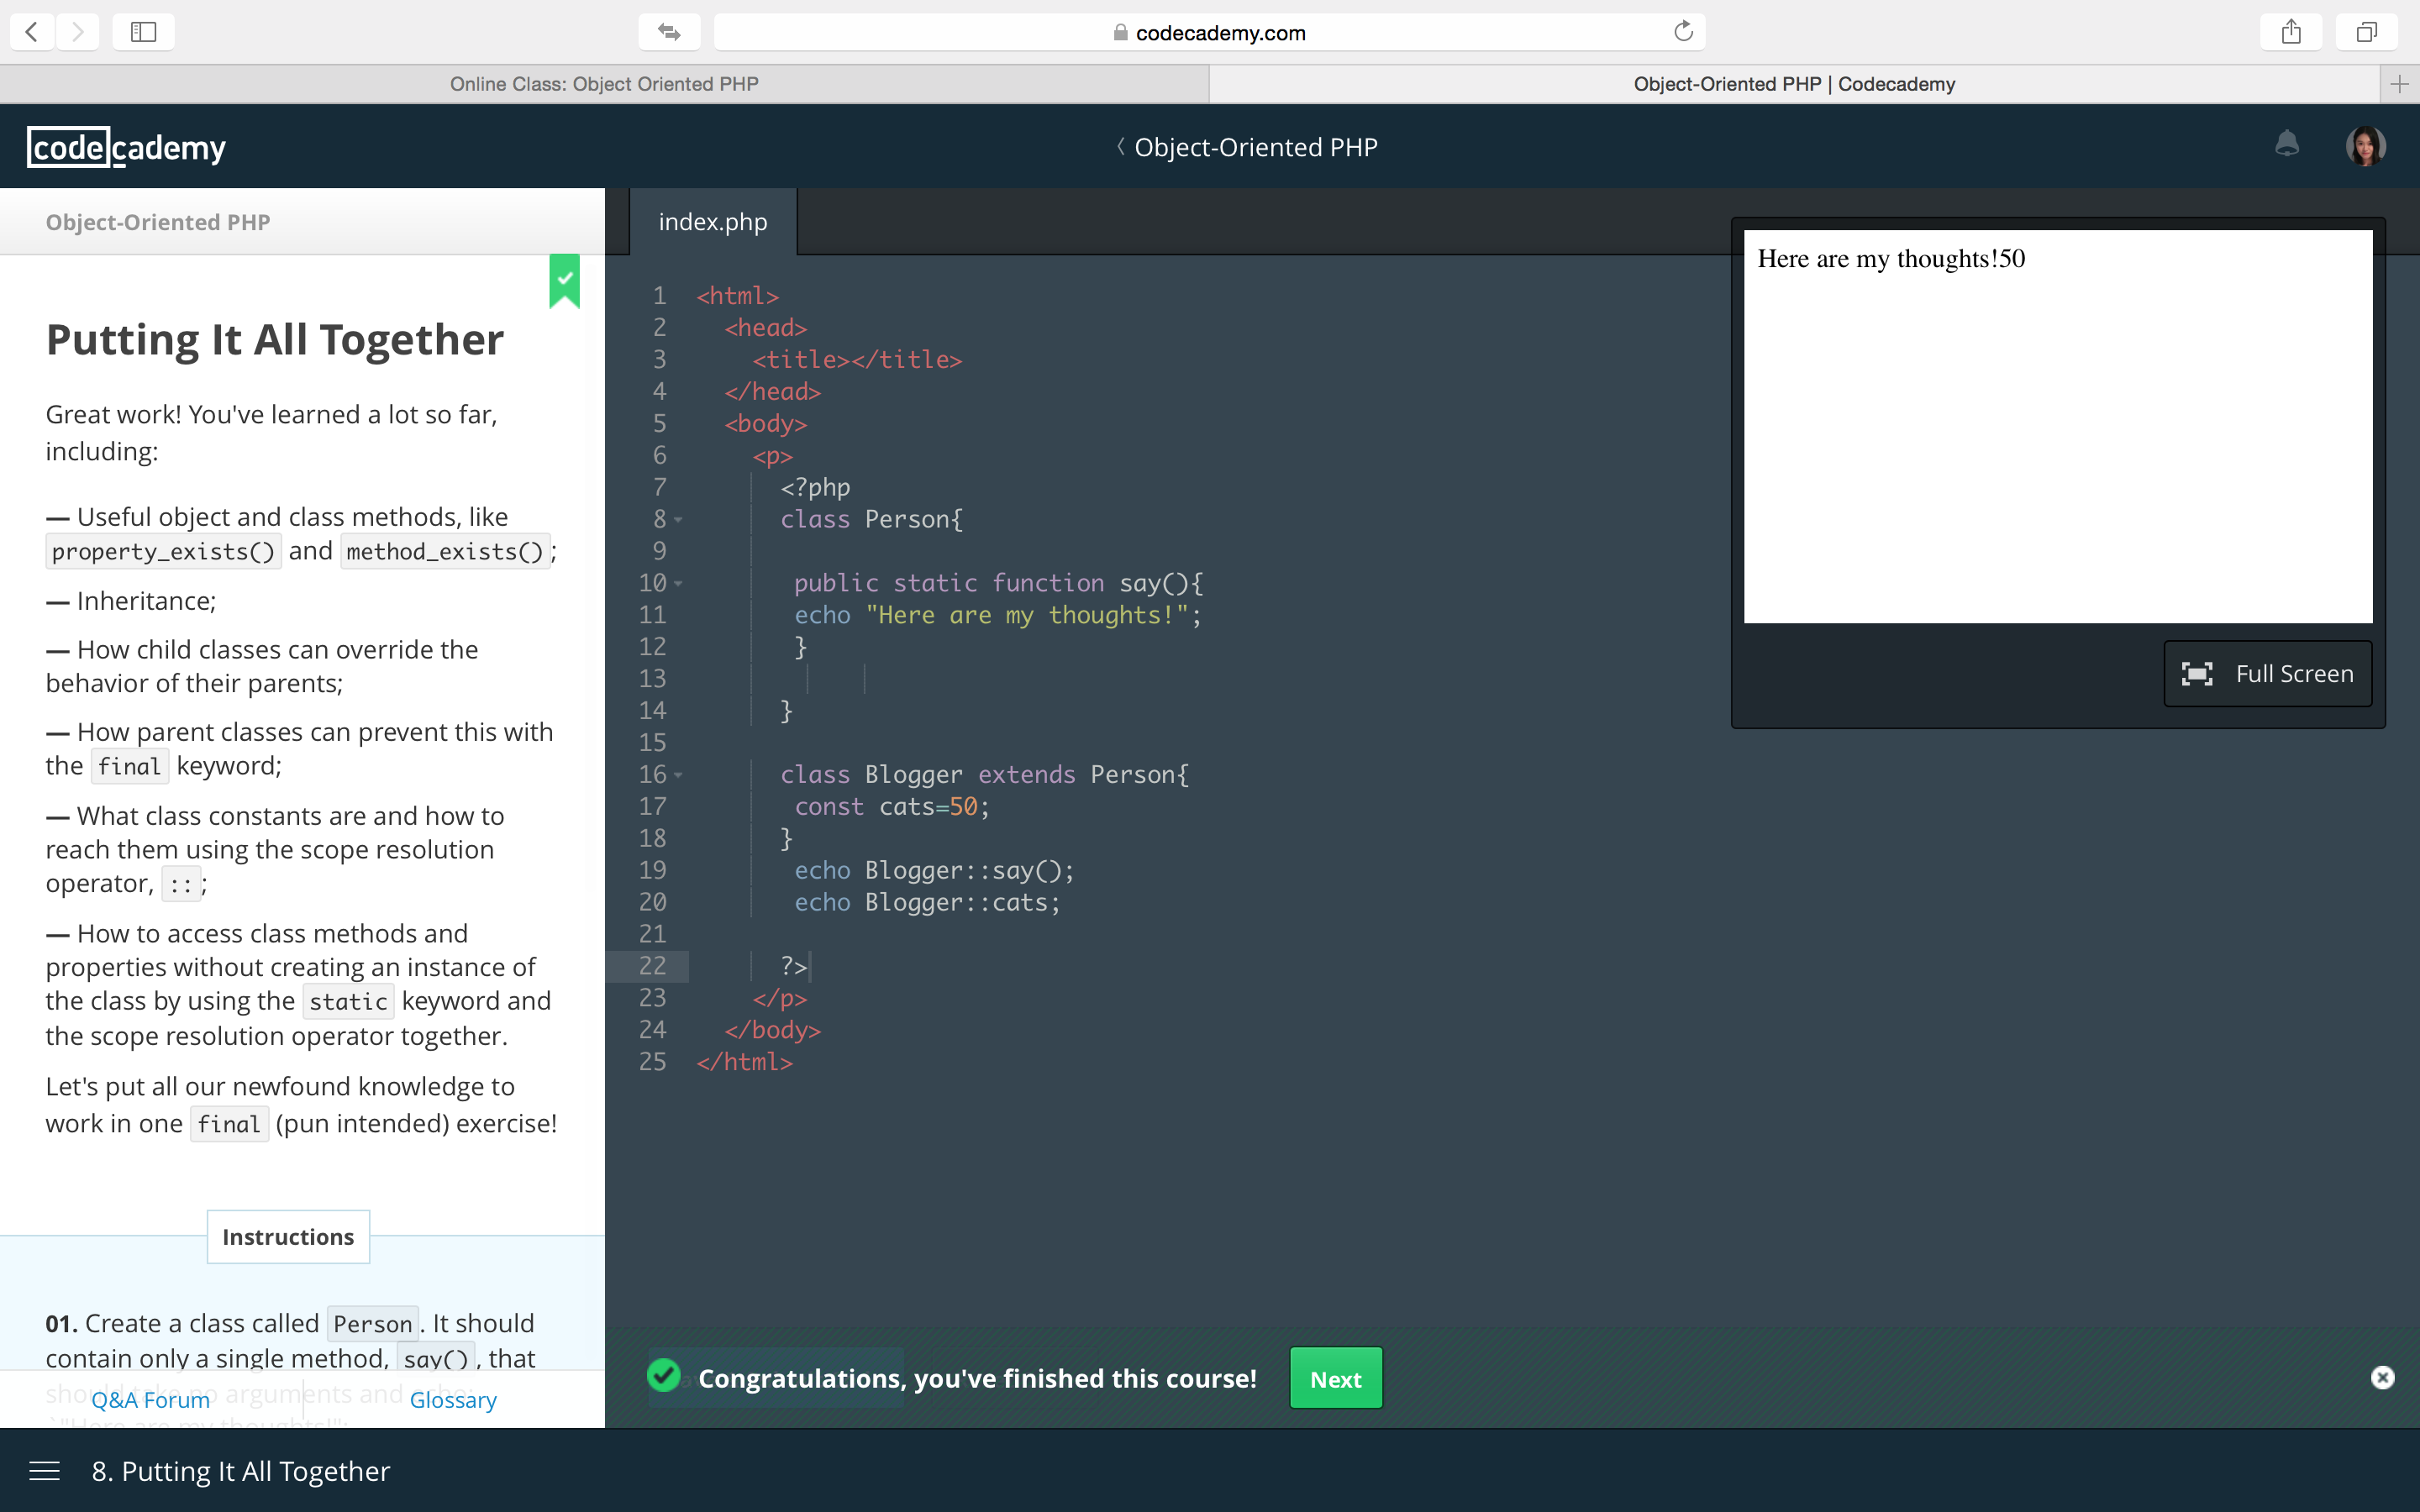 codecademy.com
Online Class: Object Oriented PHP
Object-Oriented PHP | Codecademy
codecademy
Object-Oriented PHP
Object-Oriented PHP
Putting It All Together
Great work! You've learned a lot so far,
including:
— Useful object and class methods, like
property_exists() and method_exists();
— Inheritance;
— How child classes can override the
behavior of their parents;
— How parent classes can prevent this with
the final keyword;
— What class constants are and how to
reach them using the scope resolution
operator, ::;
— How to access class methods and
properties without creating an instance of
the class by using the static keyword and
the scope resolution operator together.
Let's put all our newfound knowledge to
work in one final (pun intended) exercise!
Instructions
01. Create a class called Person. It should
contain only a single method, say(), that
should take no arguments and echo:
`"Here are my thoughts!";
Q&A Forum
Glossary
index.php
1 <html>
2 <head>
3 <title></title>
4 </head>
5 <body>
6 <p>
7 <?php
8 class Person{
9
10 public static function say(){
11 echo "Here are my thoughts!";
12 }
13
14 }
15
16 class Blogger extends Person{
17 const cats=50;
18 }
19 echo Blogger::say();
20 echo Blogger::cats;
21
22 ?>
23 </p>
24 </body>
25 </html>
Here are my thoughts!50
Full Screen
Congratulations, you've finished this course!
Next
8. Putting It All Together